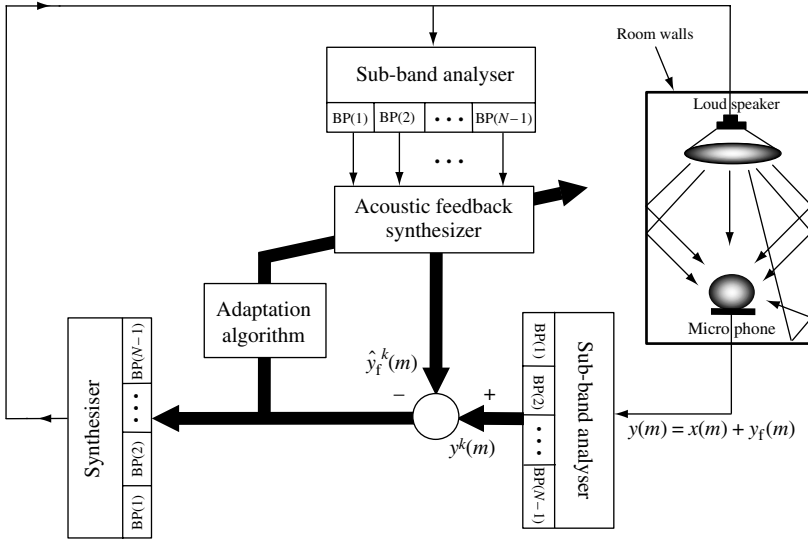 Room walls
Sub-band analyser
BP(1) BP(2) • • • BP(N−1)
Loud speaker
• • •
Acoustic feedback
synthesizer
Adaptation
algorithm
Micro phone
ŷ_f^k(m)
− +
y^k(m)
y(m) = x(m) + y_f(m)
Synthesiser
BP(1) BP(2) • • • BP(N−1)
BP(1) BP(2) • • • • BP(N−1)
Sub-band analyser